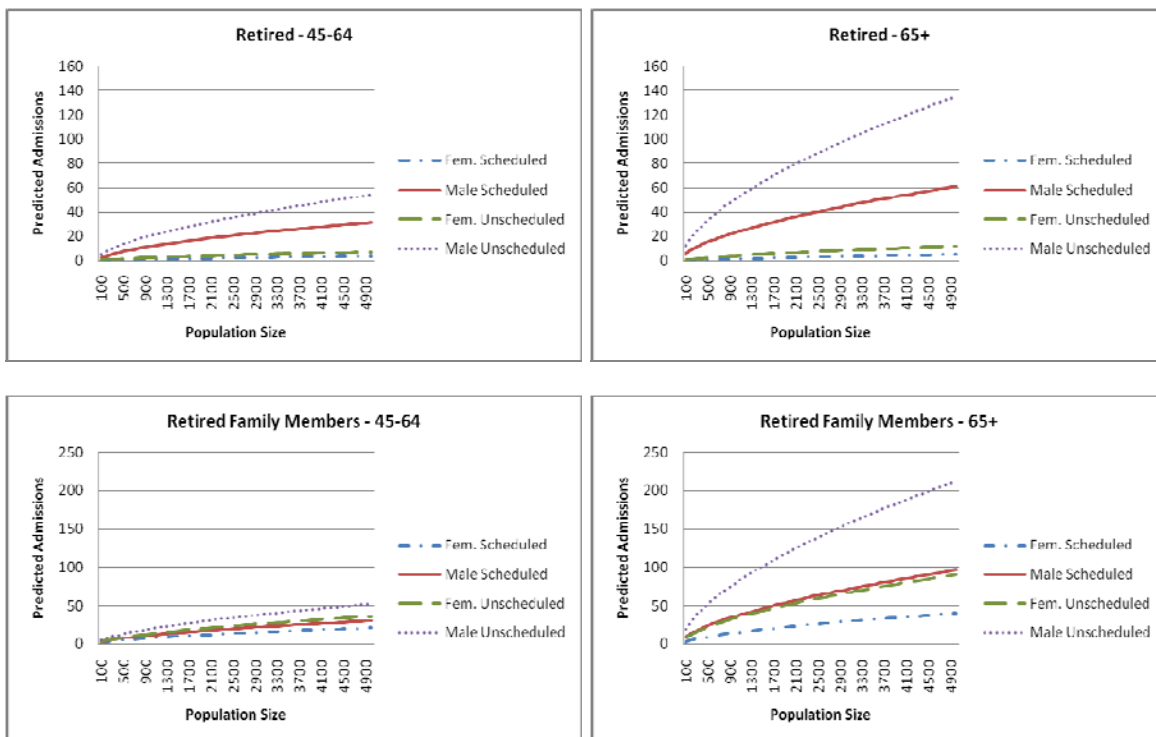 Retired - 45-64
Predicted Admissions
160
140
120
100
80
60
40
20
0
100
500
900
1300
1700
2100
2500
2900
3300
3700
4100
4500
4900
Population Size
Fem. Scheduled
Male Scheduled
Fem. Unscheduled
Male Unscheduled
Retired - 65+
Predicted Admissions
160
140
120
100
80
60
40
20
0
100
500
900
1300
1700
2100
2500
2900
3300
3700
4100
4500
4900
Population Size
Fem. Scheduled
Male Scheduled
Fem. Unscheduled
Male Unscheduled
Retired Family Members - 45-64
Predicted Admissions
250
200
150
100
50
0
100
500
900
1300
1700
2100
2500
2900
3300
3700
4100
4500
4900
Population Size
Fem. Scheduled
Male Scheduled
Fem. Unscheduled
Male Unscheduled
Retired Family Members - 65+
Predicted Admissions
250
200
150
100
50
0
100
500
900
1300
1700
2100
2500
2900
3300
3700
4100
4500
4900
Population Size
Fem. Scheduled
Male Scheduled
Fem. Unscheduled
Male Unscheduled